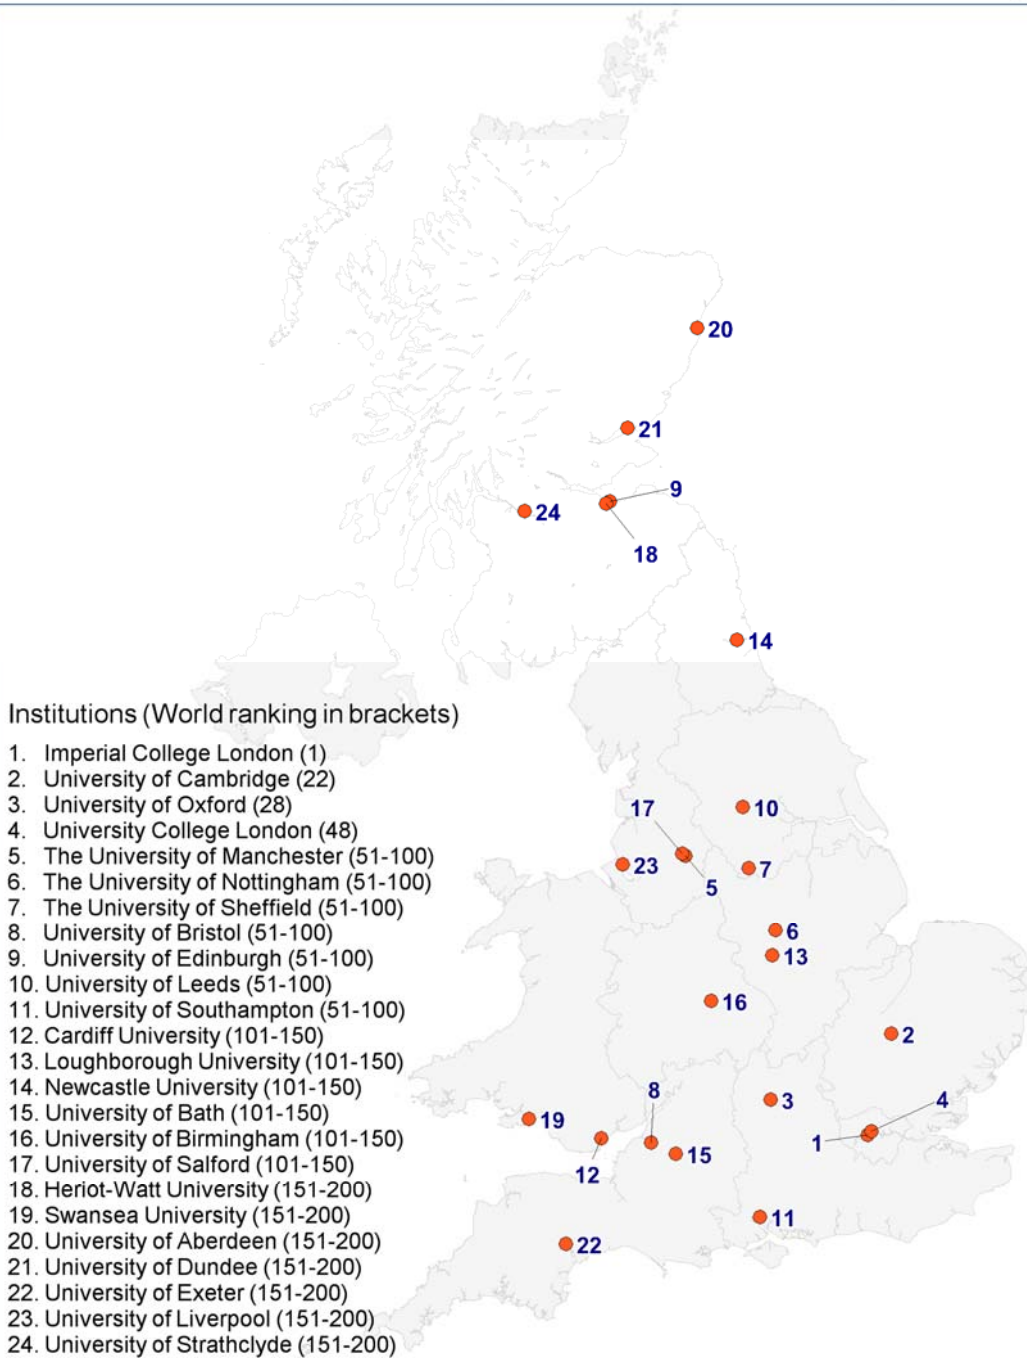 20
21
9
24
18
14
Institutions (World ranking in brackets)
1. Imperial College London (1)
2. University of Cambridge (22)
3. University of Oxford (28)
4. University College London (48)
5. The University of Manchester (51-100)
6. The University of Nottingham (51-100)
7. The University of Sheffield (51-100)
8. University of Bristol (51-100)
9. University of Edinburgh (51-100)
10. University of Leeds (51-100)
11. University of Southampton (51-100)
12. Cardiff University (101-150)
13. Loughborough University (101-150)
14. Newcastle University (101-150)
15. University of Bath (101-150)
16. University of Birmingham (101-150)
17. University of Salford (101-150)
18. Heriot-Watt University (151-200)
19. Swansea University (151-200)
20. University of Aberdeen (151-200)
21. University of Dundee (151-200)
22. University of Exeter (151-200)
23. University of Liverpool (151-200)
24. University of Strathclyde (151-200)
17
10
23
7
5
6
13
16
2
8
3
4
19
1
12
15
11
22